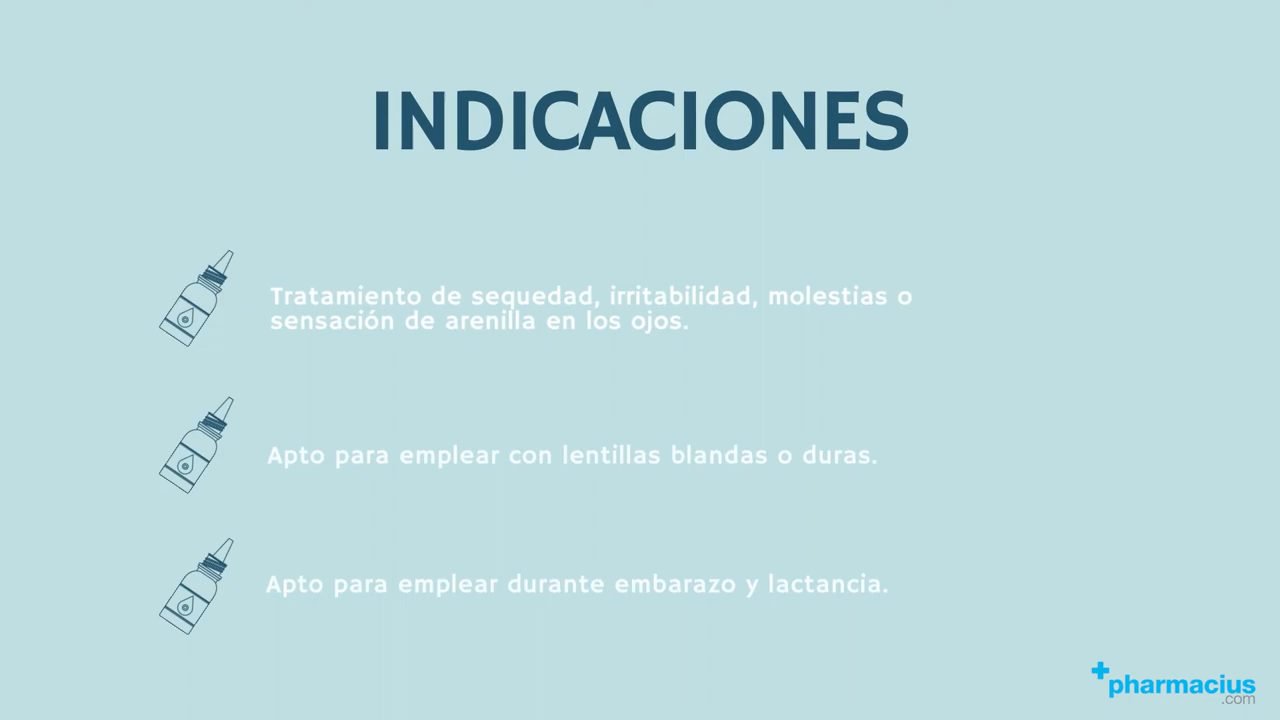 INDICACIONES
Tratamiento de sequedad, irritabilidad, molestias o
sensación de arenilla en los ojos.
Apto para emplear con lentillas blandas o duras.
Apto para emplear durante embarazo y lactancia.
pharmacius
.com